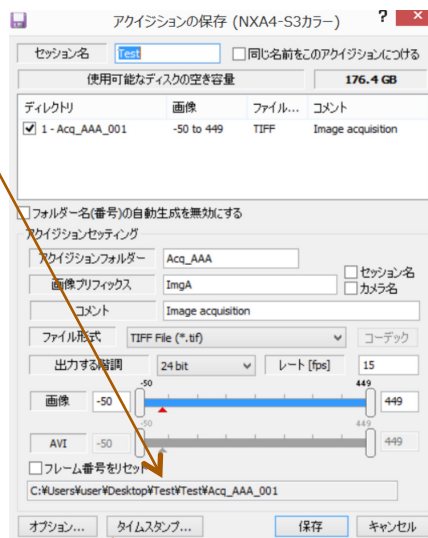 アクイジションの保存 (NXA4-S3カラー)
セッション名 Test 同じ名前をこのアクイジションにつける
使用可能なディスクの空き容量 176.4 GB
ディレクトリ 画像 ファイル... コメント
1 - Acq_AAA_001 -50 to 449 TIFF Image acquisition
フォルダー名(番号)の自動生成を無効にする
アクイジションセッティング
アクイジションフォルダー Acq_AAA
画像プリフィックス ImgA セッション名
カメラ名
コメント Image acquisition
ファイル形式 TIFF File (*.tif) コーデック
出力する階調 24 bit レート [fps] 15
-50 449
画像 -50 449
-50 449
AVI -50 449
フレーム番号をリセット
C:¥Users¥user¥Desktop¥Test¥Test¥Acq_AAA_001
オプション... タイムスタンプ... 保存 キャンセル